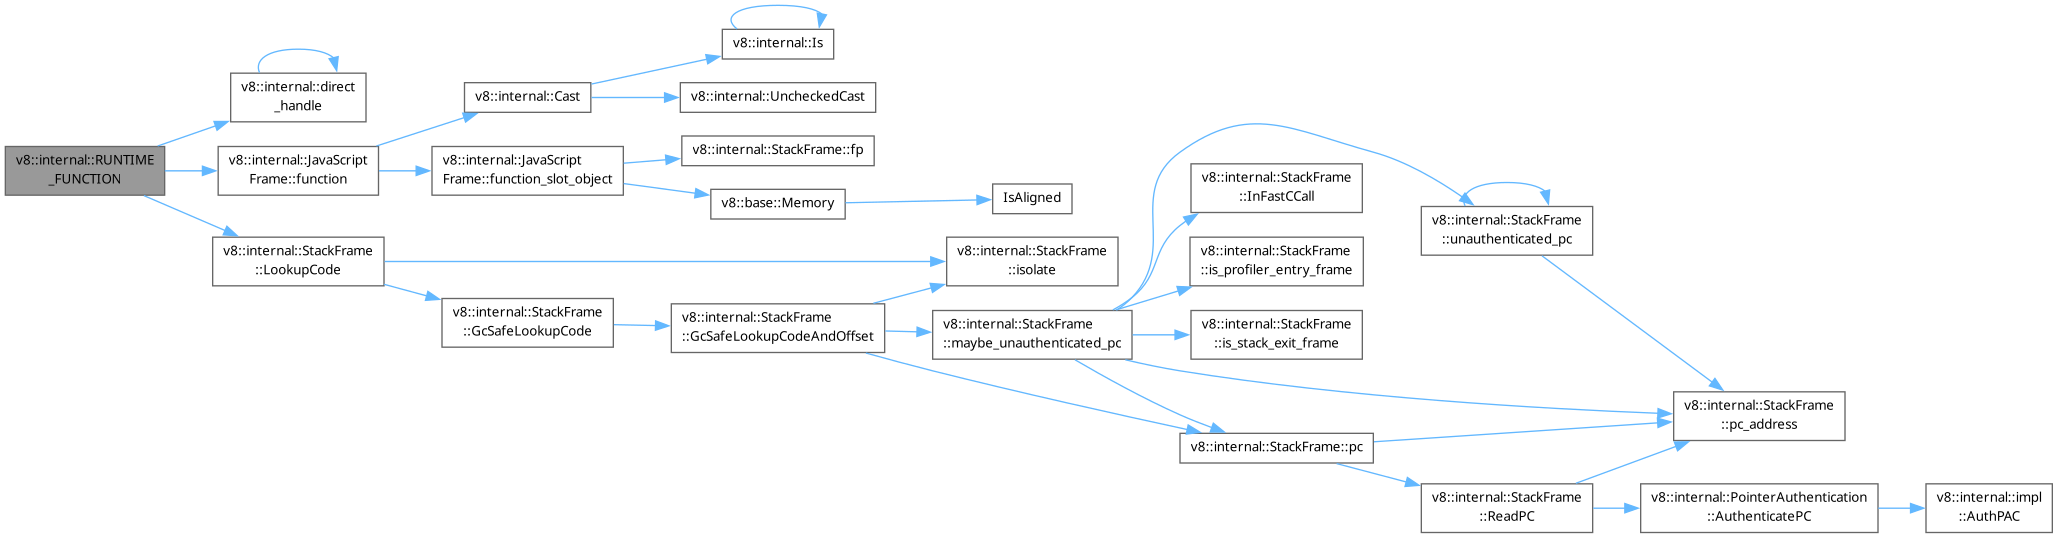 v8::internal::Is
v8::internal::direct
_handle
v8::internal::Cast
v8::internal::UncheckedCast
v8::internal::RUNTIME
_FUNCTION
v8::internal::JavaScript
Frame::function
v8::internal::JavaScript
Frame::function_slot_object
v8::internal::StackFrame::fp
v8::base::Memory
IsAligned
v8::internal::StackFrame
::InFastCCall
v8::internal::StackFrame
::unauthenticated_pc
v8::internal::StackFrame
::LookupCode
v8::internal::StackFrame
::isolate
v8::internal::StackFrame
::is_profiler_entry_frame
v8::internal::StackFrame
::GcSafeLookupCode
v8::internal::StackFrame
::GcSafeLookupCodeAndOffset
v8::internal::StackFrame
::maybe_unauthenticated_pc
v8::internal::StackFrame
::is_stack_exit_frame
v8::internal::StackFrame
::pc_address
v8::internal::StackFrame::pc
v8::internal::StackFrame
::ReadPC
v8::internal::PointerAuthentication
::AuthenticatePC
v8::internal::impl
::AuthPAC